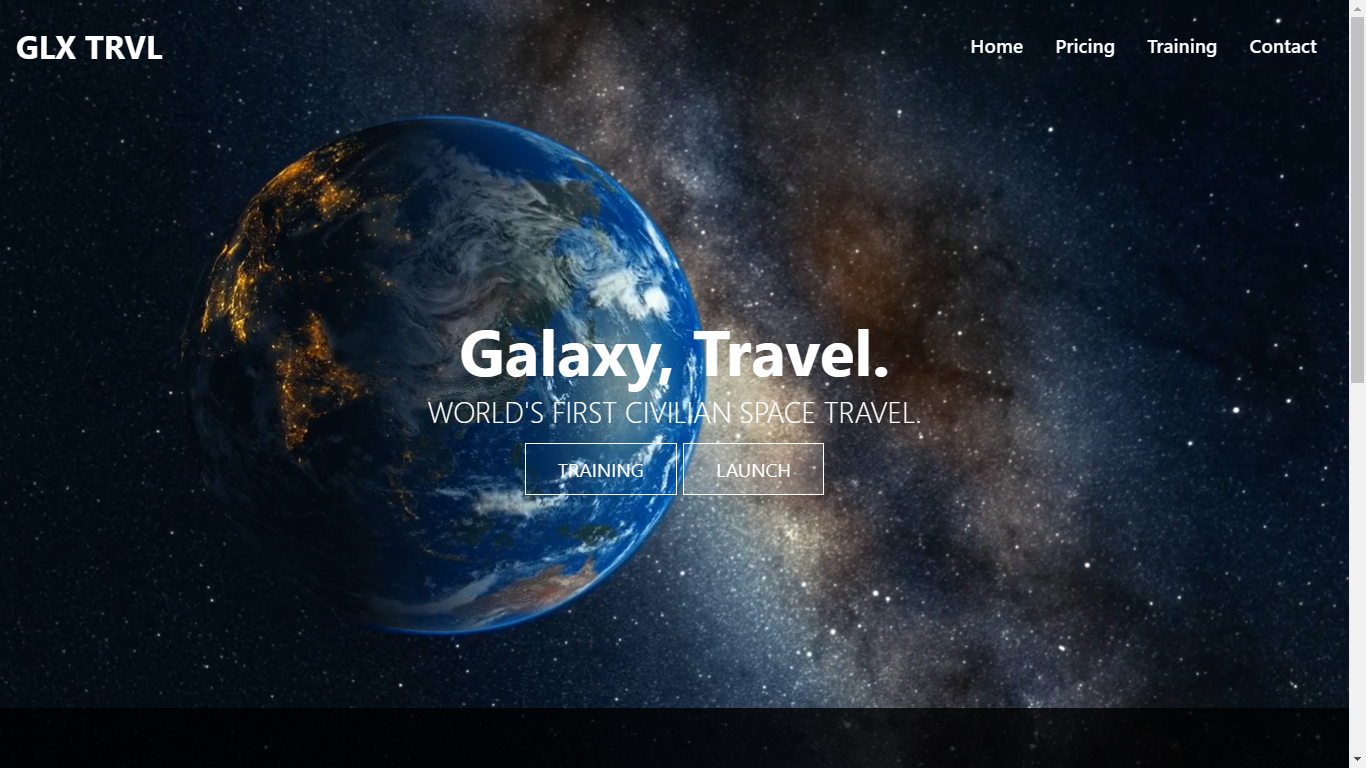 GLX TRVL
Home Pricing Training Contact
Galaxy, Travel.
WORLD'S FIRST CIVILIAN SPACE TRAVEL.
TRAINING LAUNCH